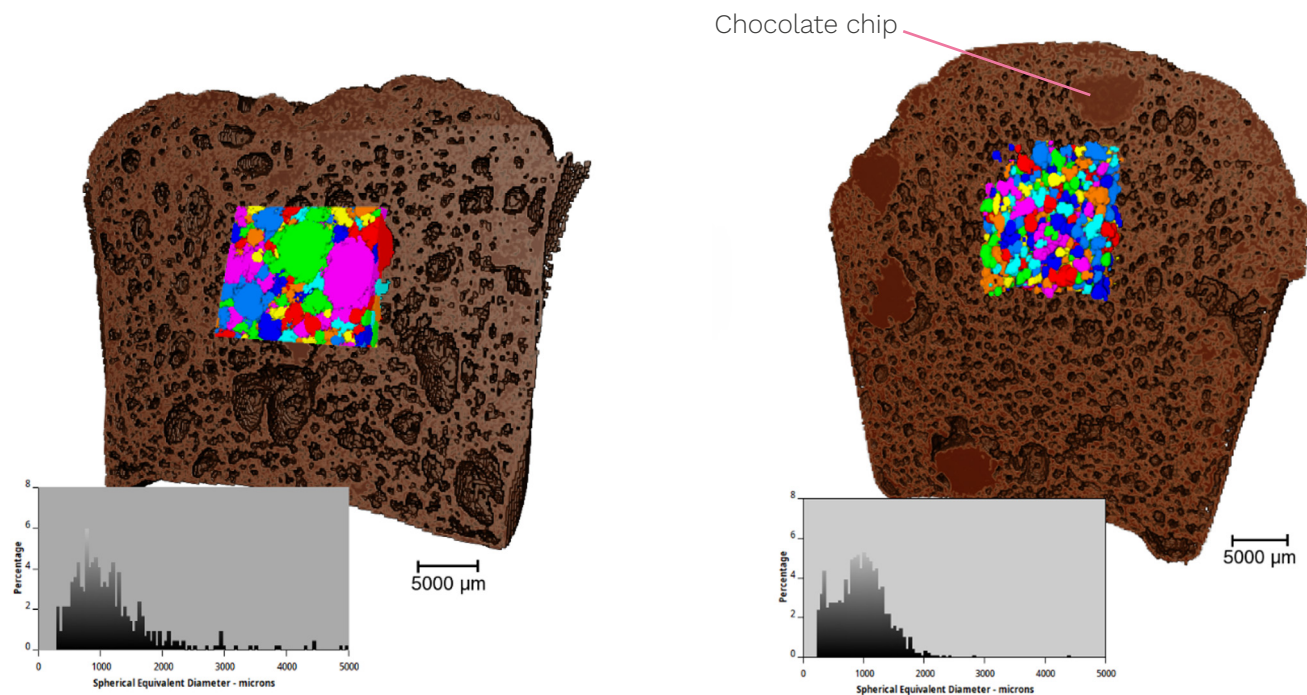 Chocolate chip
8
6
4
2
0
Percentage
0 1000 2000 3000 4000 5000
Spherical Equivalent Diameter - microns
5000 µm
8
6
4
2
0
Percentage
0 1000 2000 3000 4000 5000
Spherical Equivalent Diameter - microns
5000 µm